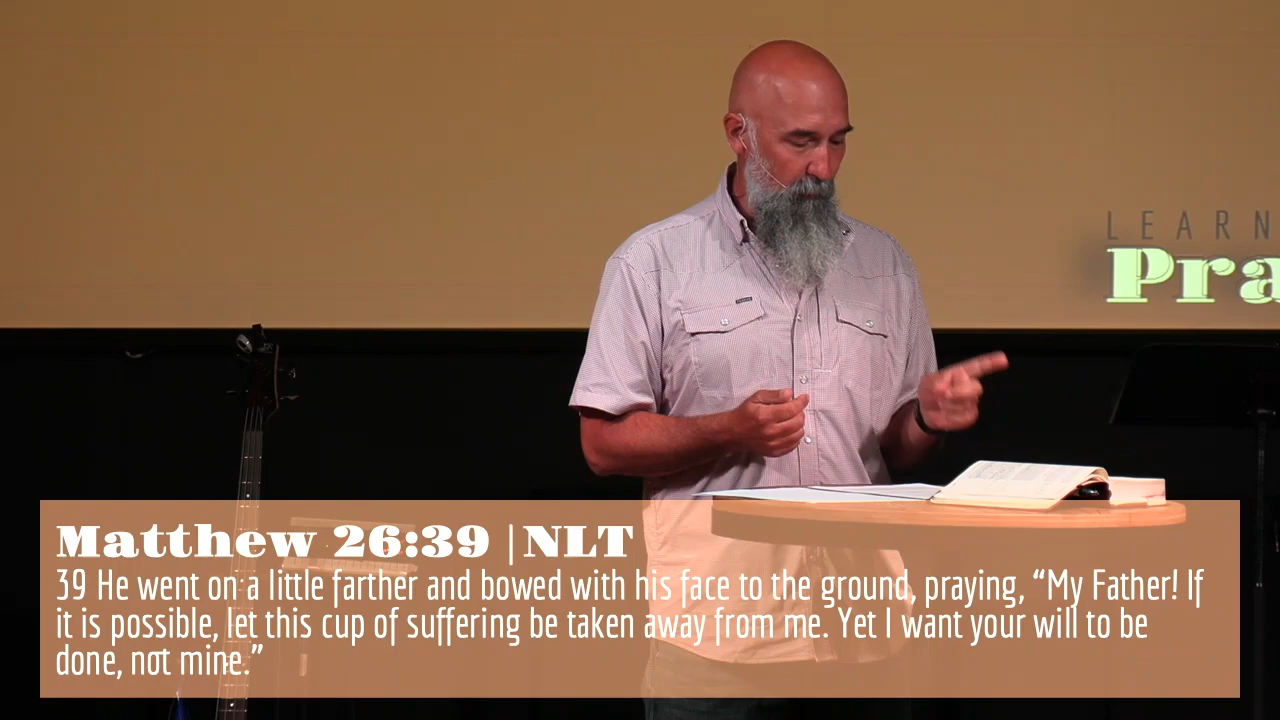 LEARN
Pra
Matthew 26:39 | NLT
39 He went on a little farther and bowed with his face to the ground, praying, “My Father! If
it is possible, let this cup of suffering be taken away from me. Yet I want your will to be
done, not mine.”